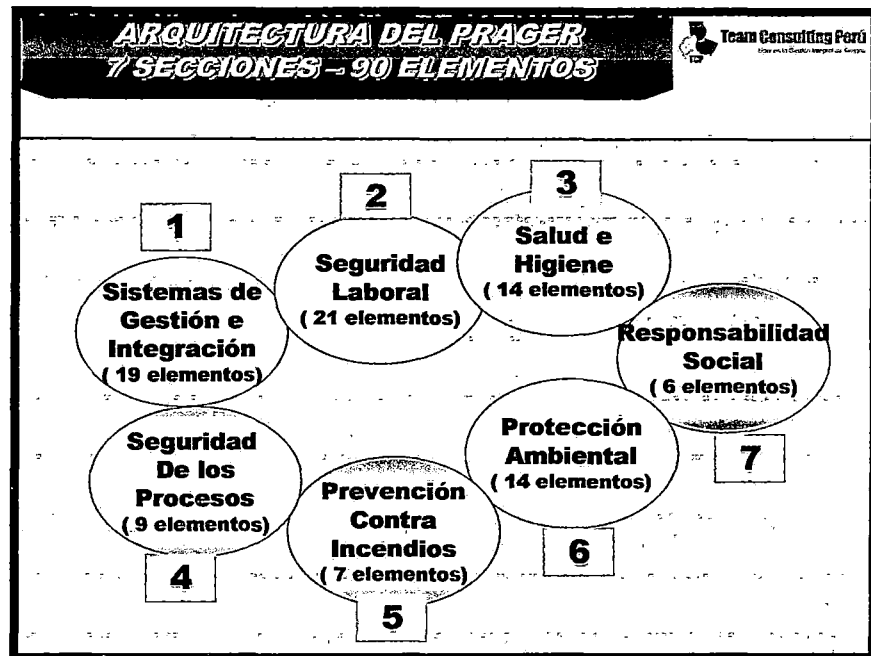 ARQUITECTURA DEL PRAGER
7 SECCIONES – 90 ELEMENTOS
Team Consulting Perú
1
Sistemas de
Gestión e
Integración
( 19 elementos)
2
Seguridad
Laboral
( 21 elementos)
3
Salud e
Higiene
( 14 elementos)
4
Seguridad
De los
Procesos
( 9 elementos)
5
Prevención
Contra
Incendios
( 7 elementos)
6
Protección
Ambiental
( 14 elementos)
7
Responsabilidad
Social
( 6 elementos)